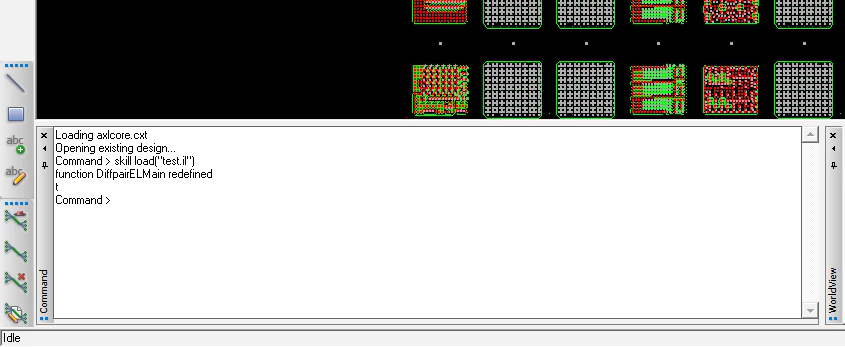 Loading axlcore.cxt
Opening existing design...
Command > skill load("test.il")
function DiffpairELMain redefined
t
Command >
abc
abc
Command
WorldView
Idle